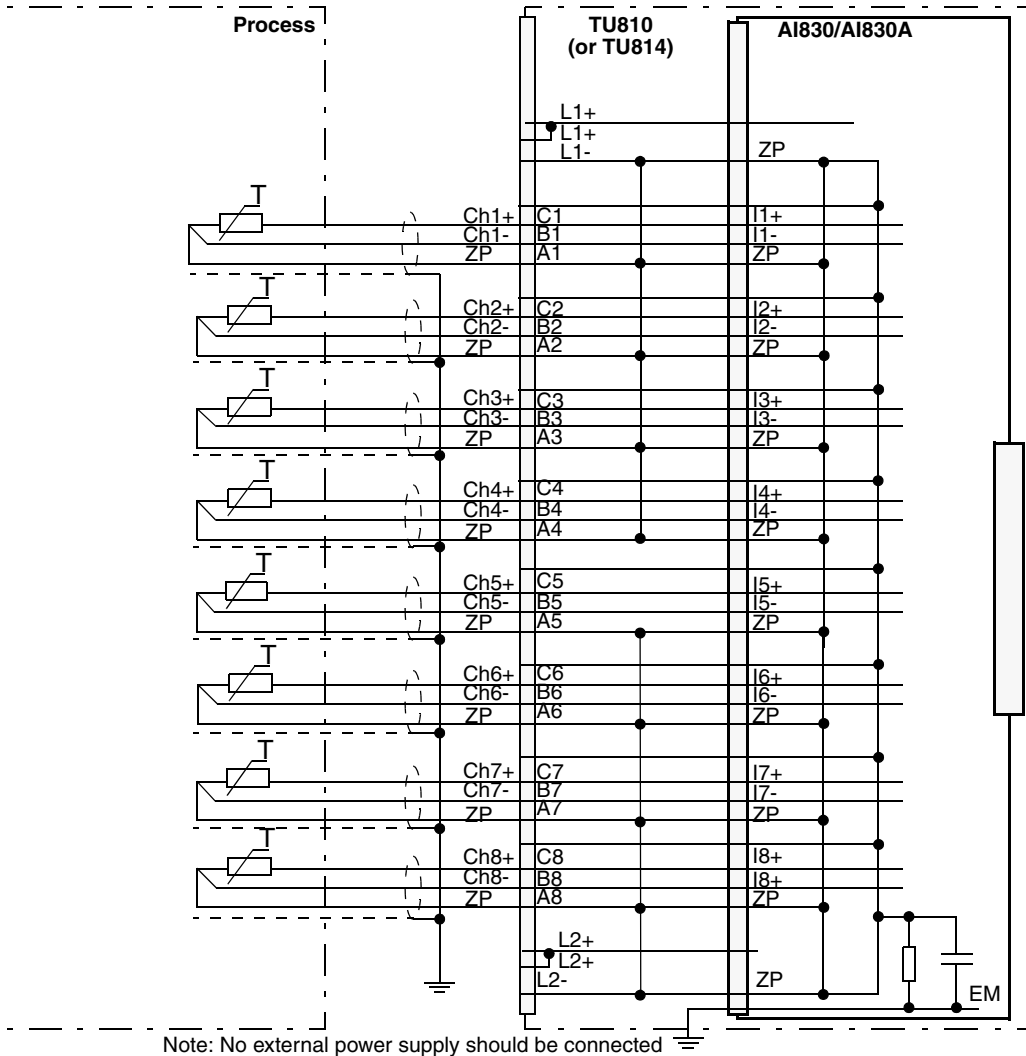 Process
TU810
(or TU814)
AI830/AI830A
L1+
L1+
L1-
ZP
T
Ch1+ C1 I1+
Ch1- B1 I1-
ZP A1 ZP
T
Ch2+ C2 I2+
Ch2- B2 I2-
ZP A2 ZP
T
Ch3+ C3 I3+
Ch3- B3 I3-
ZP A3 ZP
T
Ch4+ C4 I4+
Ch4- B4 I4-
ZP A4 ZP
T
Ch5+ C5 I5+
Ch5- B5 I5-
ZP A5 ZP
T
Ch6+ C6 I6+
Ch6- B6 I6-
ZP A6 ZP
T
Ch7+ C7 I7+
Ch7- B7 I7-
ZP A7 ZP
T
Ch8+ C8 I8+
Ch8- B8 I8+
ZP A8 ZP
L2+
L2+
L2- ZP
EM
Note: No external power supply should be connected